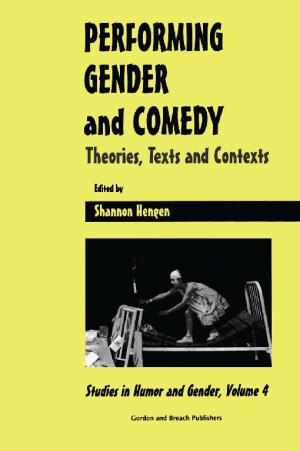 PERFORMING
GENDER
and COMEDY
Theories, Texts and Contexts
Edited by
Shannon Hengen
Studies in Humor and Gender, Volume 4
Gordon and Breach Publishers